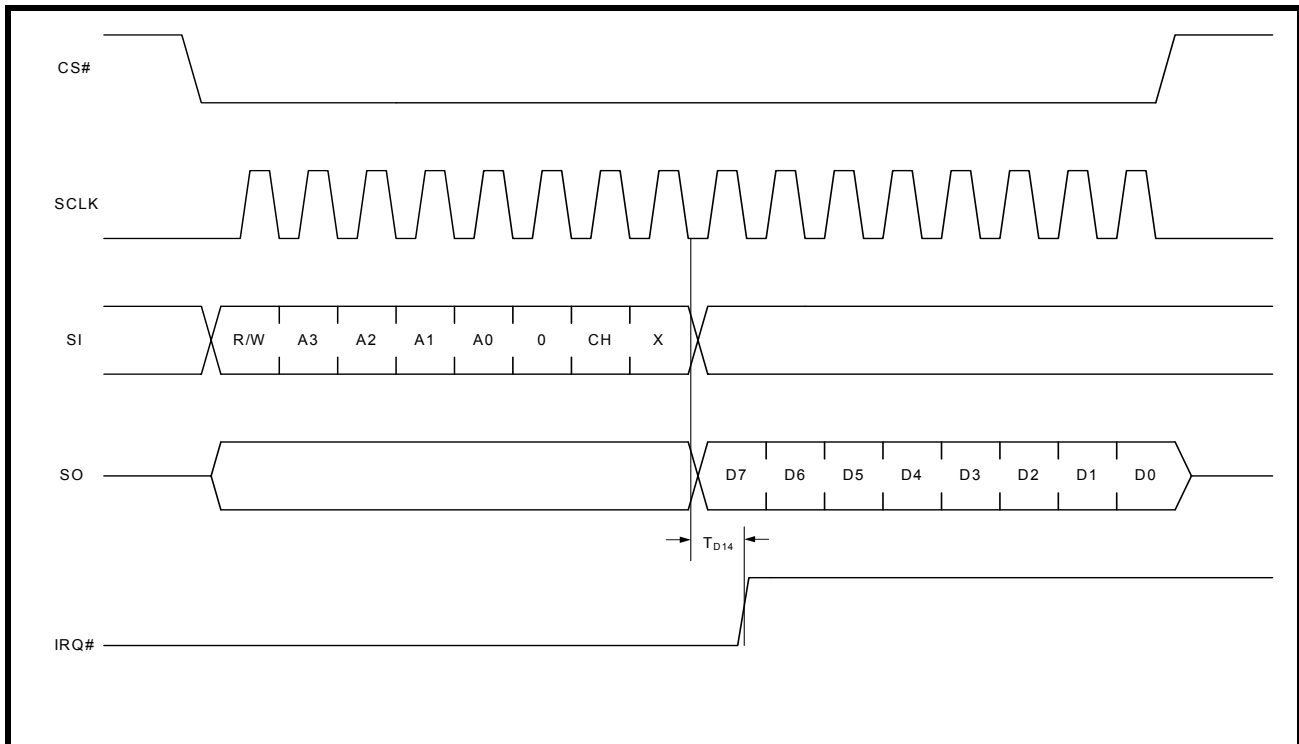 CS#
SCLK
SI R/W A3 A2 A1 A0 0 CH X
SO D7 D6 D5 D4 D3 D2 D1 D0
TD14
IRQ#